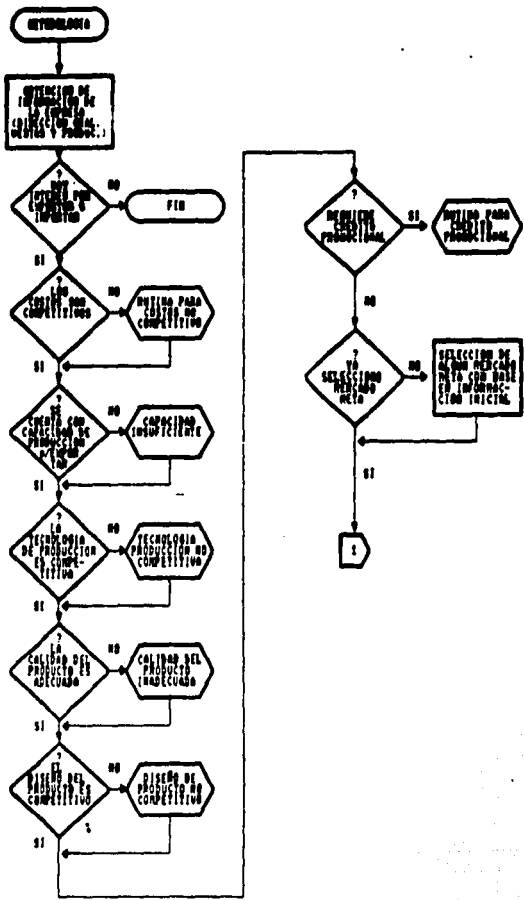 METODOLOGIA
OBTENCION DE
INFORMACION DE
LA EMPRESA
(DIRECCION GRAL.
VENTAS Y PRODUC.)
?
HAY
INTERES POR
EXPORTAR O
IMPORTAR
NO
FIN
SI
?
LOS
COSTOS SON
COMPETITIVOS
NO
RUTINA PARA
COSTOS NO
COMPETITIVO
SI
?
SE
CUENTA CON
CAPACIDAD DE
PRODUCCION
P/EXPOR
TAR
NO
CAPACIDAD
INSUFICIENTE
SI
?
LA
TECNOLOGIA
DE PRODUCCION
ES COMPE-
TITIVA
NO
TECNOLOGIA
PRODUCCION NO
COMPETITIVA
SI
?
LA
CALIDAD DEL
PRODUCTO ES
ADECUADA
NO
CALIDAD DEL
PRODUCTO
INADECUADA
SI
?
EL
DISEÑO DEL
PRODUCTO ES
COMPETITIVO
NO
DISEÑO DE
PRODUCTO NO
COMPETITIVO
SI
?
REQUIERE
CREDITO
PROMOCIONAL
SI
RUTINA PARA
CREDITO
PROMOCIONAL
NO
?
YA
SELECCIONO
MERCADO
META
NO
SELECCION DE
ALGUN MERCADO
META CON BASE
EN INFORMA-
CION INICIAL
SI
1